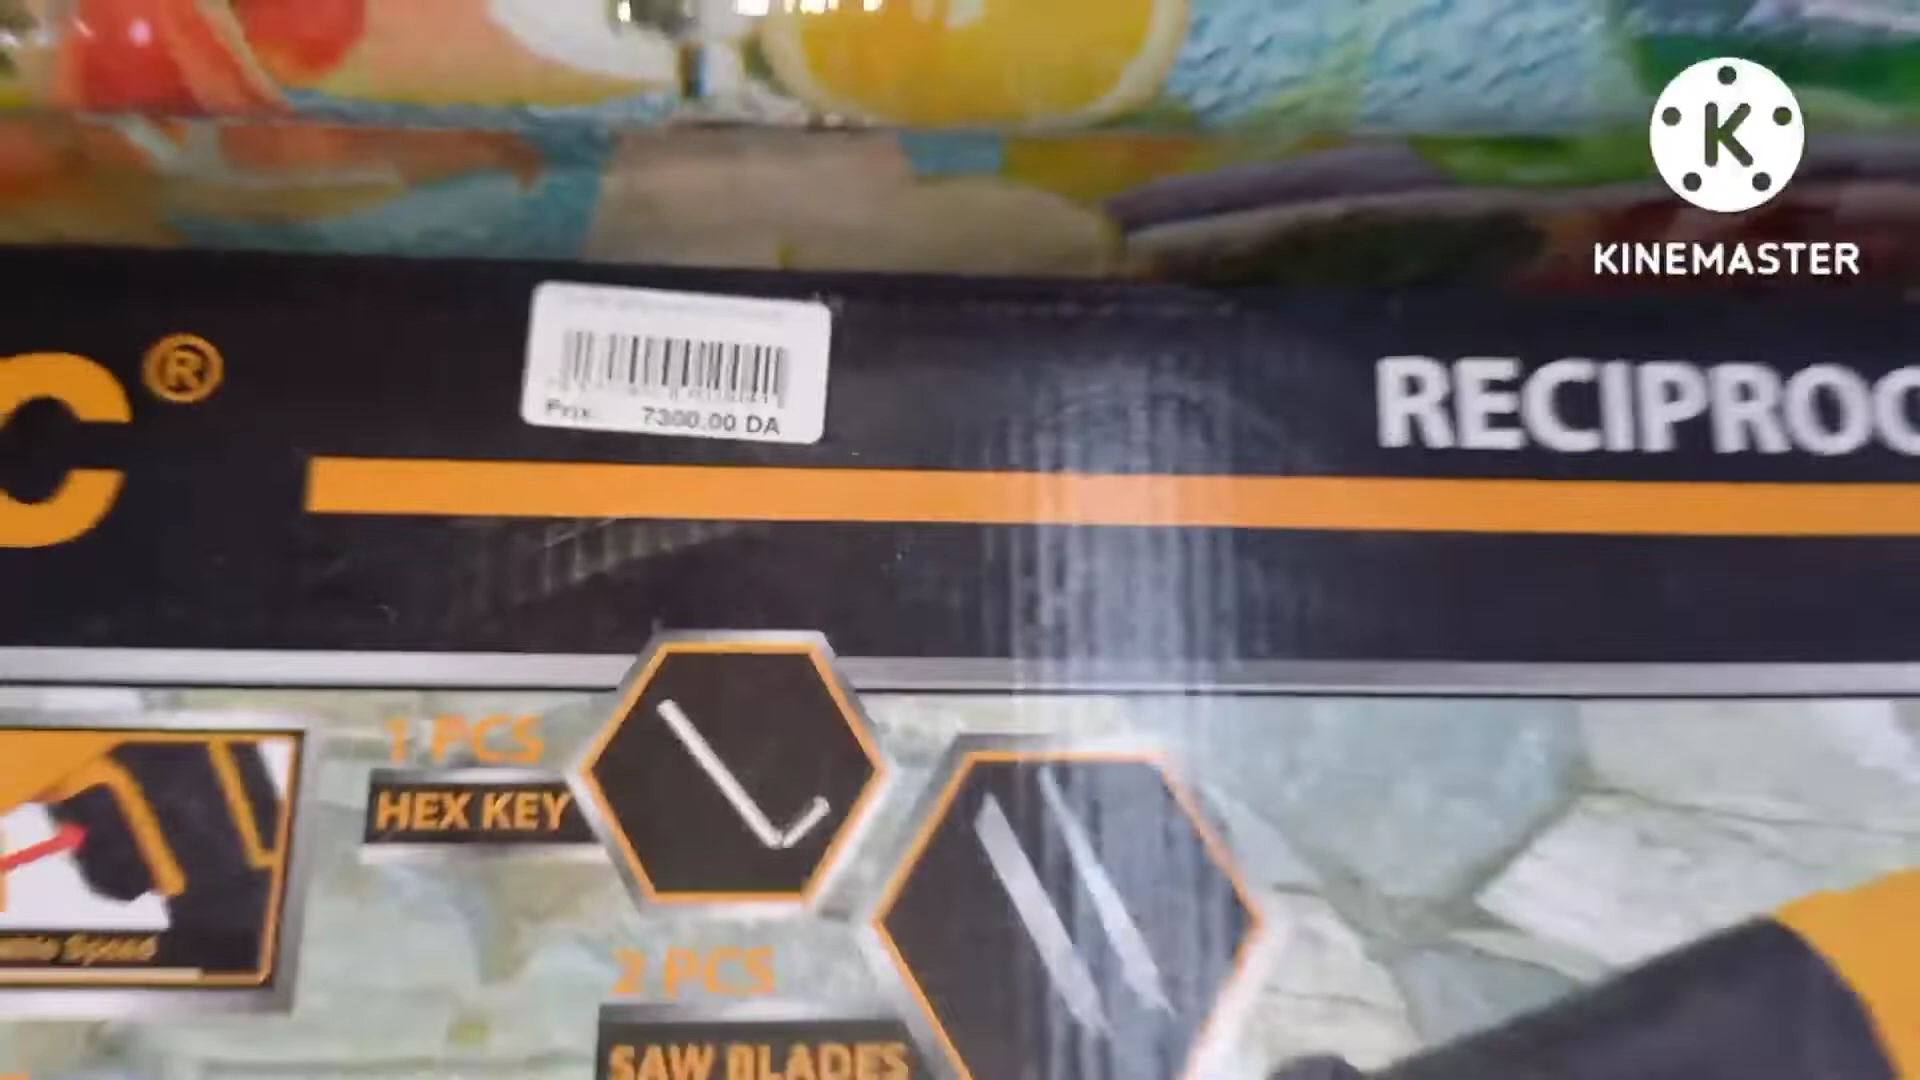 KINEMASTER
C®
Prix: 7300.00 DA
RECIPROC
1 PCS
HEX KEY
2 PCS
SAW BLADES